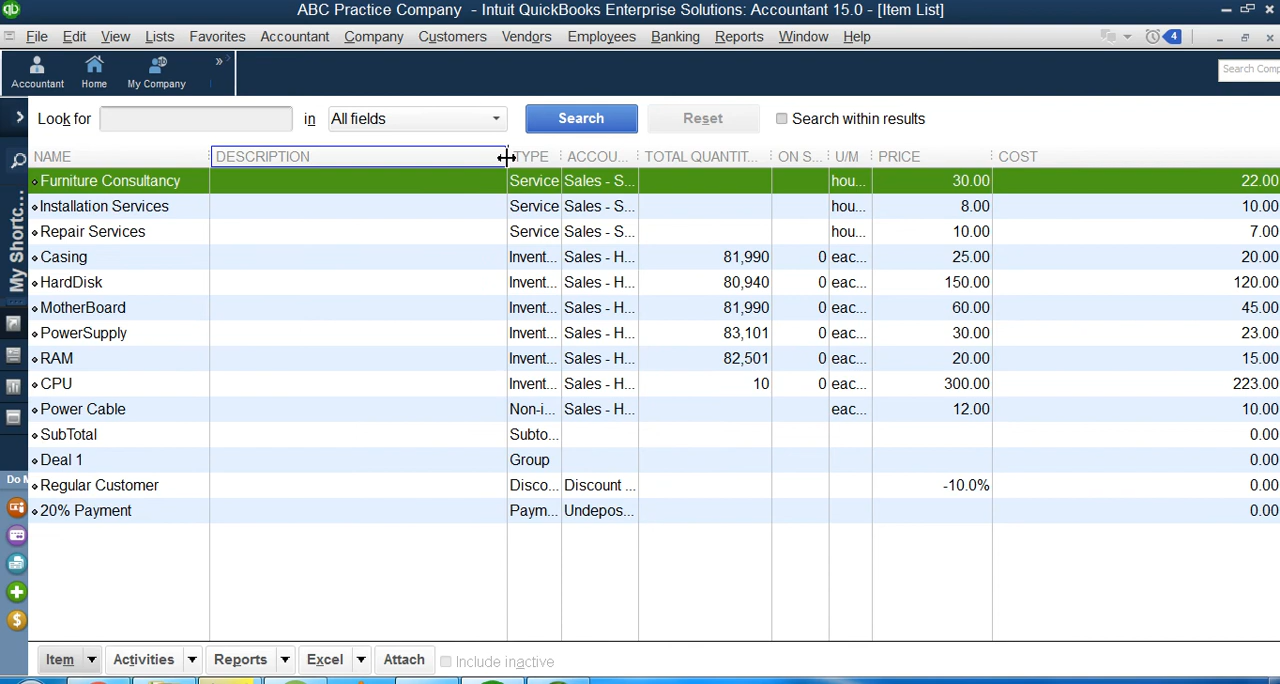 ABC Practice Company - Intuit QuickBooks Enterprise Solutions: Accountant 15.0 - [Item List]
File Edit View Lists Favorites Accountant Company Customers Vendors Employees Banking Reports Window Help 4
Accountant Home My Company » Search Comp
Look for in All fields Search Reset Search within results
NAME DESCRIPTION TYPE ACCOU... TOTAL QUANTIT... ON S... U/M PRICE COST
Furniture Consultancy Service Sales - S... hou... 30.00 22.00
Installation Services Service Sales - S... hou... 8.00 10.00
Repair Services Service Sales - S... hou... 10.00 7.00
Casing Invent... Sales - H... 81,990 0 eac... 25.00 20.00
HardDisk Invent... Sales - H... 80,940 0 eac... 150.00 120.00
MotherBoard Invent... Sales - H... 81,990 0 eac... 60.00 45.00
PowerSupply Invent... Sales - H... 83,101 0 eac... 30.00 23.00
RAM Invent... Sales - H... 82,501 0 eac... 20.00 15.00
CPU Invent... Sales - H... 10 0 eac... 300.00 223.00
Power Cable Non-i... Sales - H... eac... 12.00 10.00
SubTotal Subto... 0.00
Deal 1 Group 0.00
Regular Customer Disco... Discount ... -10.0% 0.00
20% Payment Paym... Undepos... 0.00
My Shortc...
Do M
Item Activities Reports Excel Attach Include inactive